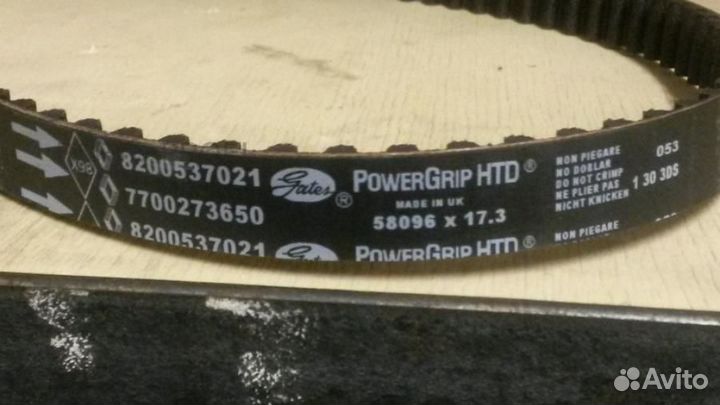 X98
8200537021
7700273650
8200537021
Gates®
POWERGRIP HTD®
MADE IN UK
58096 x 17.3
Gates
POWERGRIP HTD®
NON PIEGARE
NO DOBLAR
DO NOT CRIMP
NE PLIER PAS
NICHT KNICKEN
053
1 30 3DS
NON PIEGARE
Avito